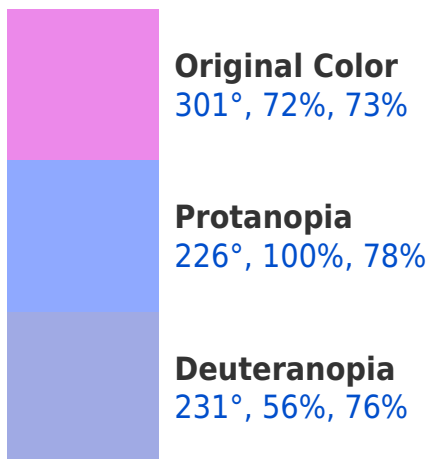 Original Color
301°, 72%, 73%
Protanopia
226°, 100%, 78%
Deuteranopia
231°, 56%, 76%